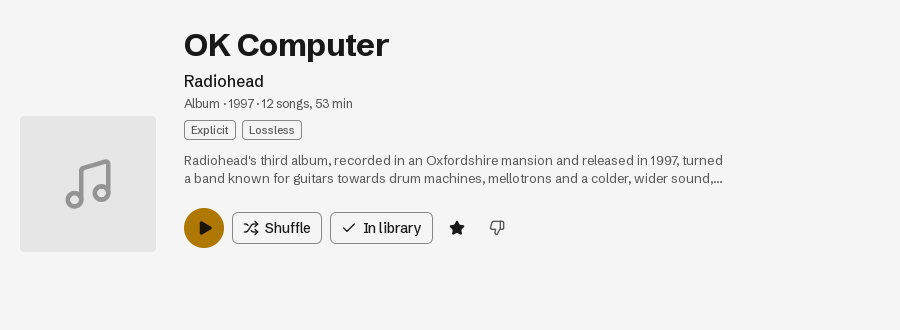 OK Computer
Radiohead
Album · 1997 · 12 songs, 53 min
Explicit Lossless
Radiohead's third album, recorded in an Oxfordshire mansion and released in 1997, turned
a band known for guitars towards drum machines, mellotrons and a colder, wider sound,...
Shuffle In library